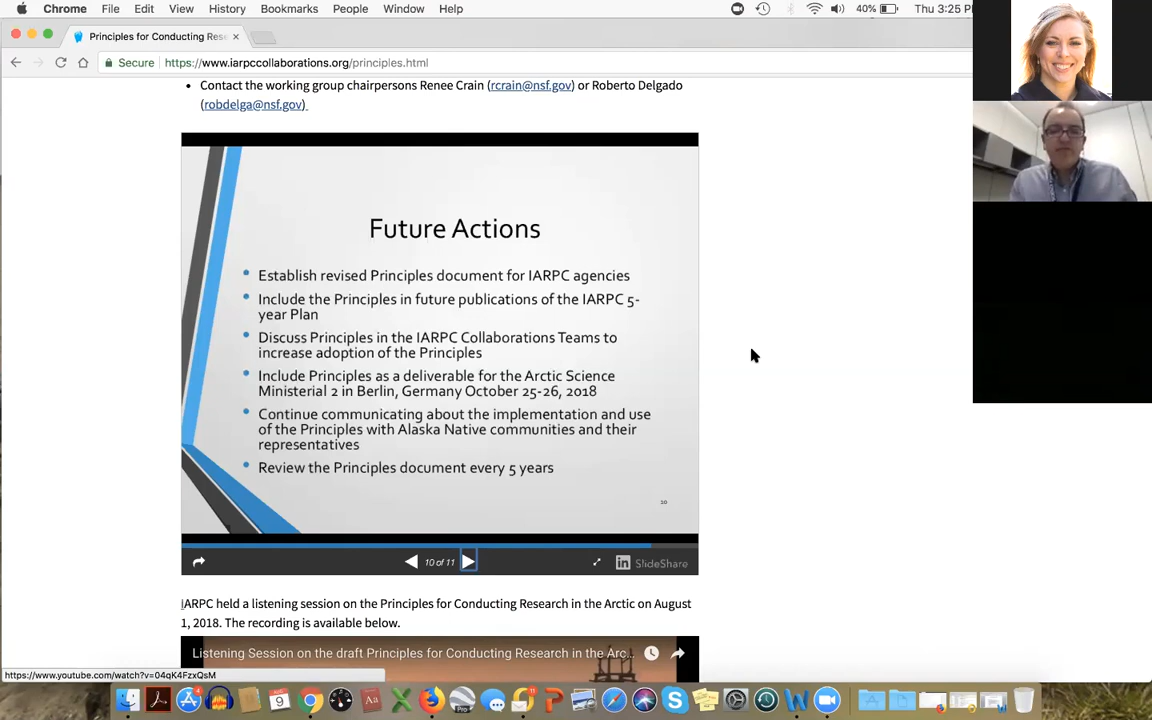 Chrome File Edit View History Bookmarks People Window Help 40% Thu 3:25 P
Principles for Conducting Res
Secure https://www.iarpccollaborations.org/principles.html
• Contact the working group chairpersons Renee Crain (rcrain@nsf.gov) or Roberto Delgado
(robdelga@nsf.gov)
Future Actions
• Establish revised Principles document for IARPC agencies
• Include the Principles in future publications of the IARPC 5-
year Plan
• Discuss Principles in the IARPC Collaborations Teams to
increase adoption of the Principles
• Include Principles as a deliverable for the Arctic Science
Ministerial 2 in Berlin, Germany October 25-26, 2018
• Continue communicating about the implementation and use
of the Principles with Alaska Native communities and their
representatives
• Review the Principles document every 5 years
10
10 of 11 in SlideShare
IARPC held a listening session on the Principles for Conducting Research in the Arctic on August
1, 2018. The recording is available below.
Listening Session on the draft Principles for Conducting Research in the Arc...
https://www.youtube.com/watch?v=04qK4FzxQsM